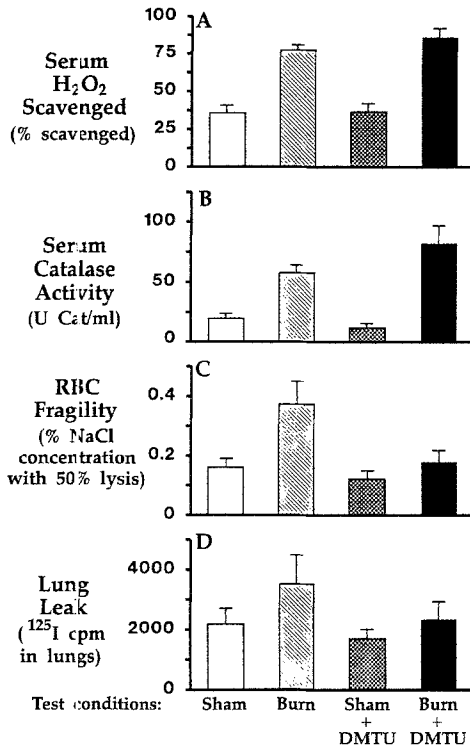 A
Serum
H2O2
Scavenged
(% scavenged)
100
75
50
25
0
B
Serum
Catalase
Activity
(U Cat/ml)
100
50
0
C
RBC
Fragility
(% NaCl
concentration
with 50% lysis)
0.4
0.2
0
D
Lung
Leak
(125I cpm
in lungs)
4000
2000
0
Test conditions: Sham Burn Sham + DMTU Burn + DMTU